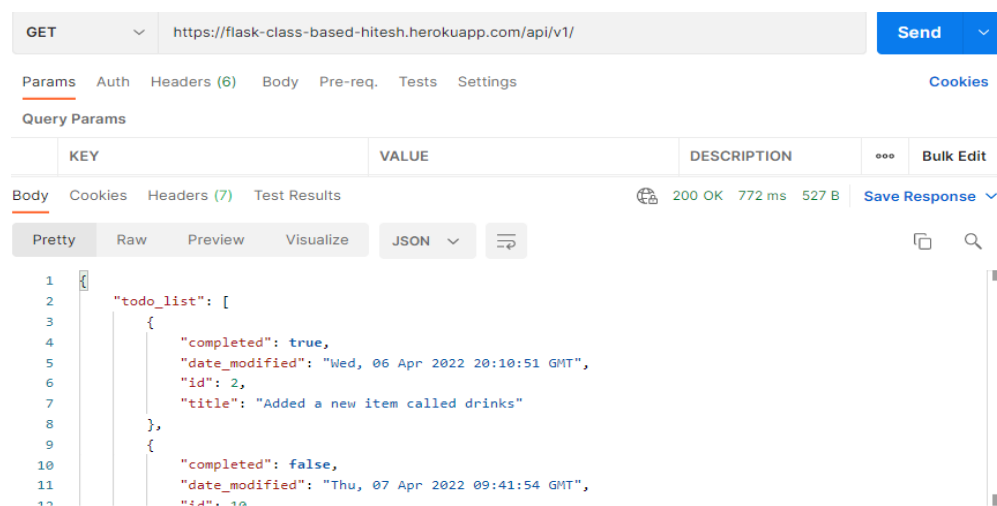 GET https://flask-class-based-hitesh.herokuapp.com/api/v1/ Send
Params Auth Headers (6) Body Pre-req. Tests Settings Cookies
Query Params
KEY VALUE DESCRIPTION ooo Bulk Edit
Body Cookies Headers (7) Test Results 200 OK 772 ms 527 B Save Response
Pretty Raw Preview Visualize JSON
1 {
2 "todo_list": [
3 {
4 "completed": true,
5 "date_modified": "Wed, 06 Apr 2022 20:10:51 GMT",
6 "id": 2,
7 "title": "Added a new item called drinks"
8 },
9 {
10 "completed": false,
11 "date_modified": "Thu, 07 Apr 2022 09:41:54 GMT",
12 "id": 10